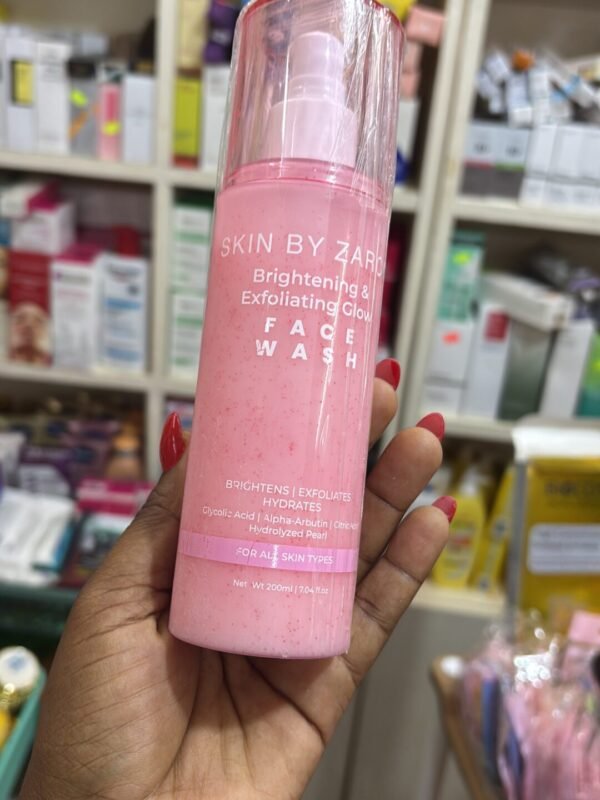 SKIN BY ZARO
Brightening &
Exfoliating Glow
FACE
WASH
BRIGHTENS | EXFOLIATES
HYDRATES
Glycolic Acid | Alpha-Arbutin | Citric
Hydrolyzed Pearl
FOR ALL SKIN TYPES
Net Wt 200ml | 7.04 fl.oz